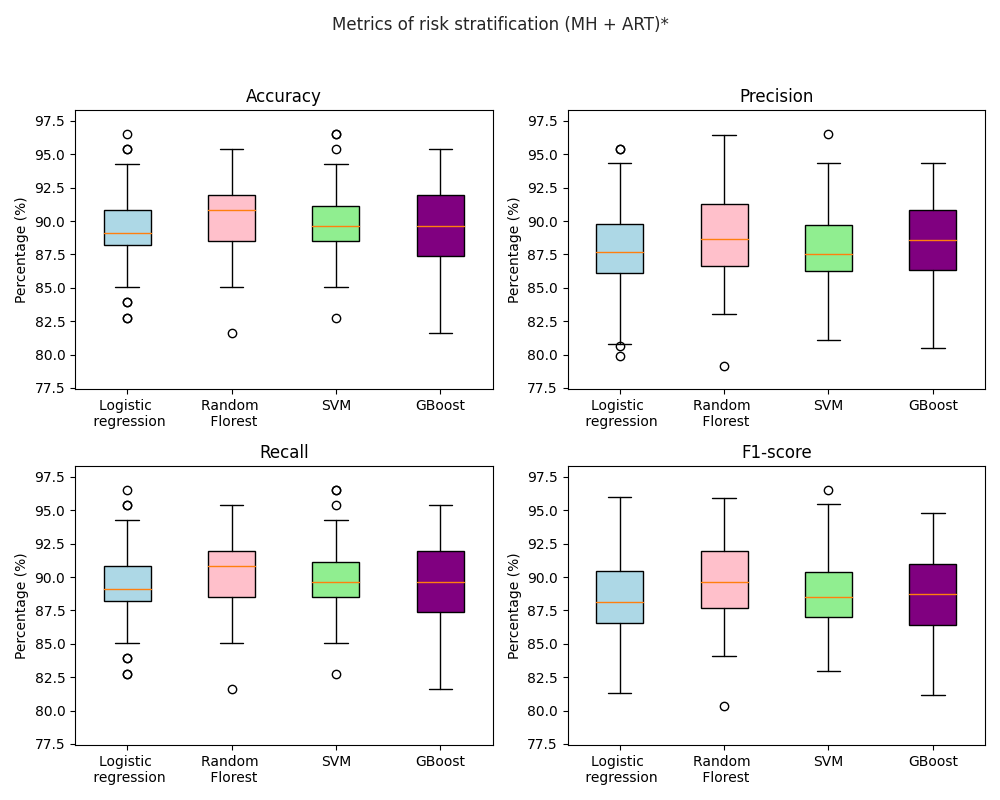 Metrics of risk stratification (MH + ART)*
Accuracy
Percentage (%)
97.5
95.0
92.5
90.0
87.5
85.0
82.5
80.0
77.5
Logistic
regression
Random
Florest
SVM
GBoost
Precision
Percentage (%)
97.5
95.0
92.5
90.0
87.5
85.0
82.5
80.0
77.5
Logistic
regression
Random
Florest
SVM
GBoost
Recall
Percentage (%)
97.5
95.0
92.5
90.0
87.5
85.0
82.5
80.0
77.5
Logistic
regression
Random
Florest
SVM
GBoost
F1-score
Percentage (%)
97.5
95.0
92.5
90.0
87.5
85.0
82.5
80.0
77.5
Logistic
regression
Random
Florest
SVM
GBoost